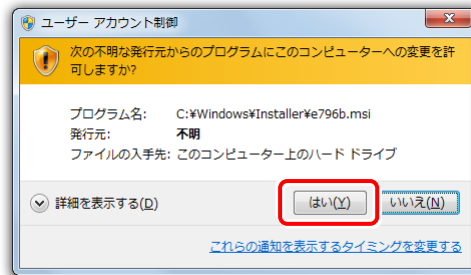 ユーザー アカウント制御
次の不明な発行元からのプログラムにこのコンピューターへの変更を許
可しますか?
プログラム名: C:¥Windows¥Installer¥e796b.msi
発行元: 不明
ファイルの入手先: このコンピューター上のハード ドライブ
詳細を表示する(D) はい(Y) いいえ(N)
これらの通知を表示するタイミングを変更する